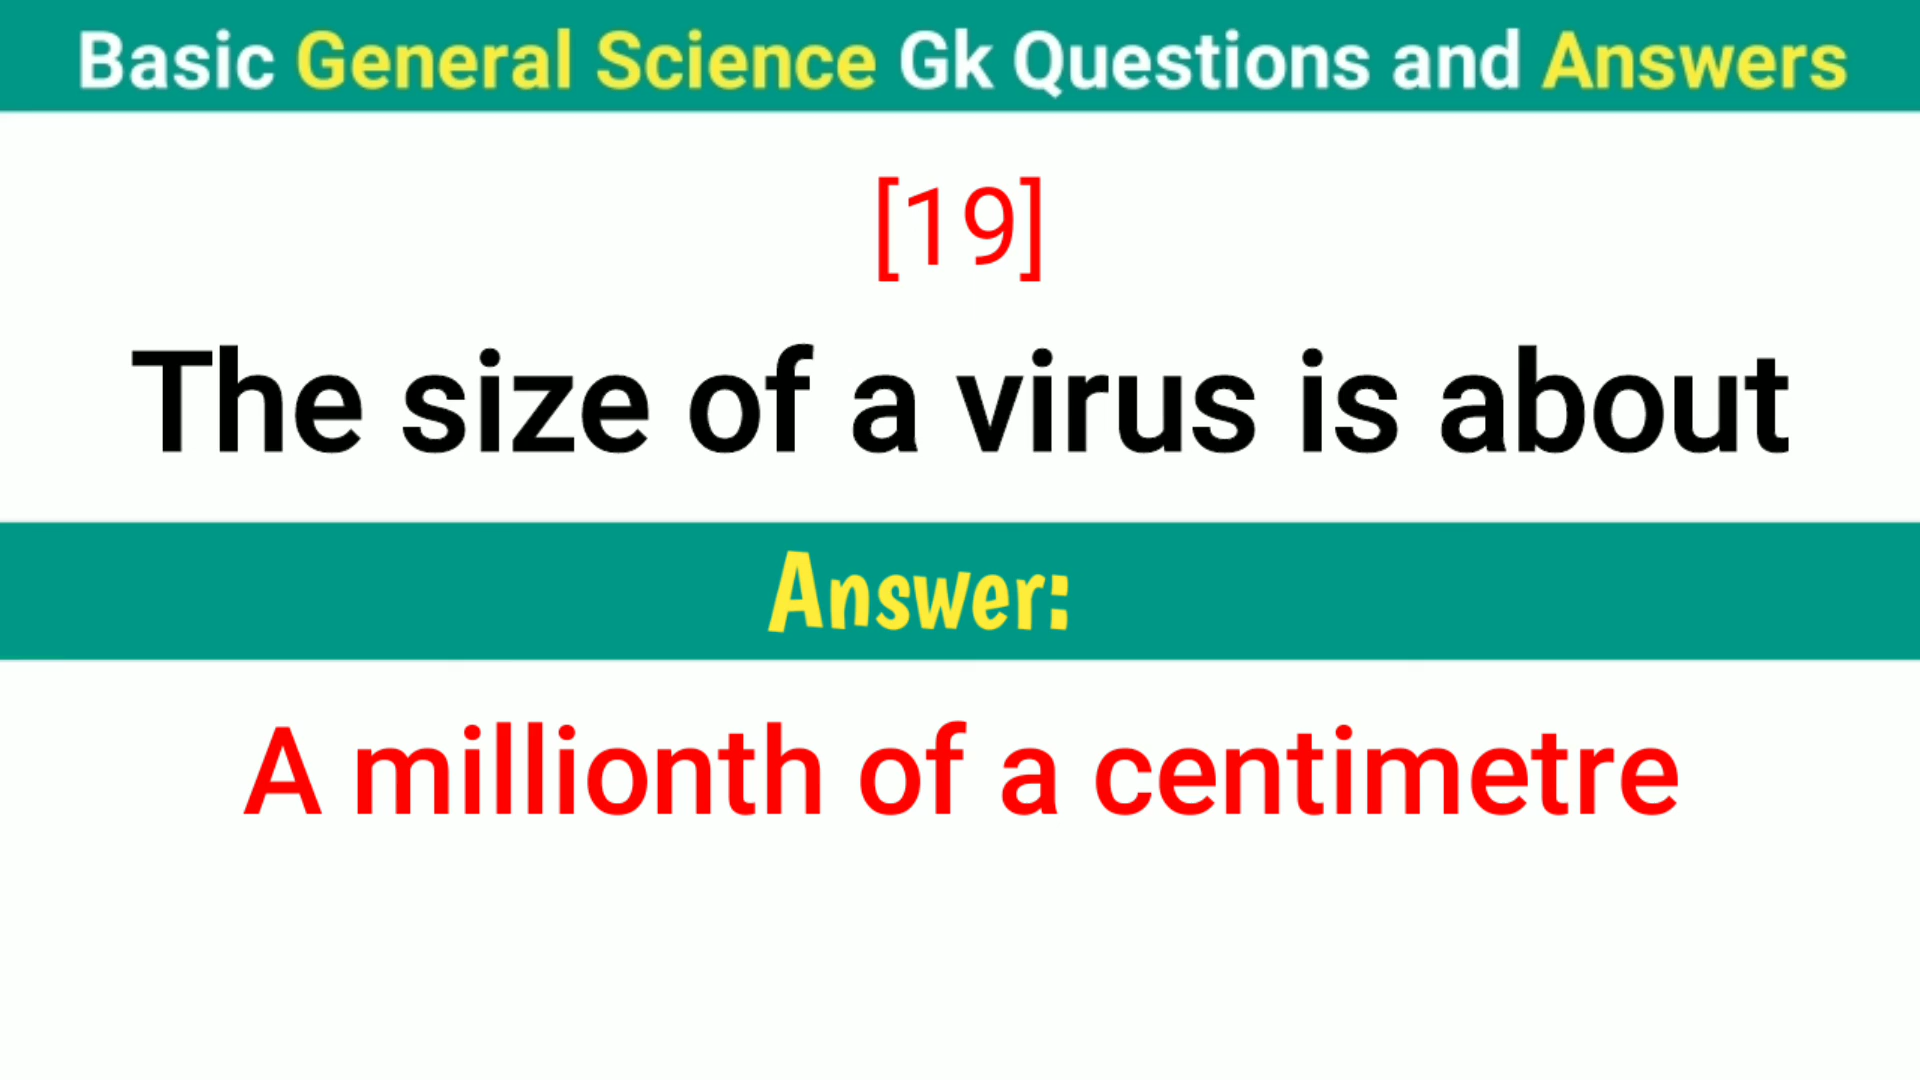 Basic General Science Gk Questions and Answers
[19]
The size of a virus is about
Answer:
A millionth of a centimetre